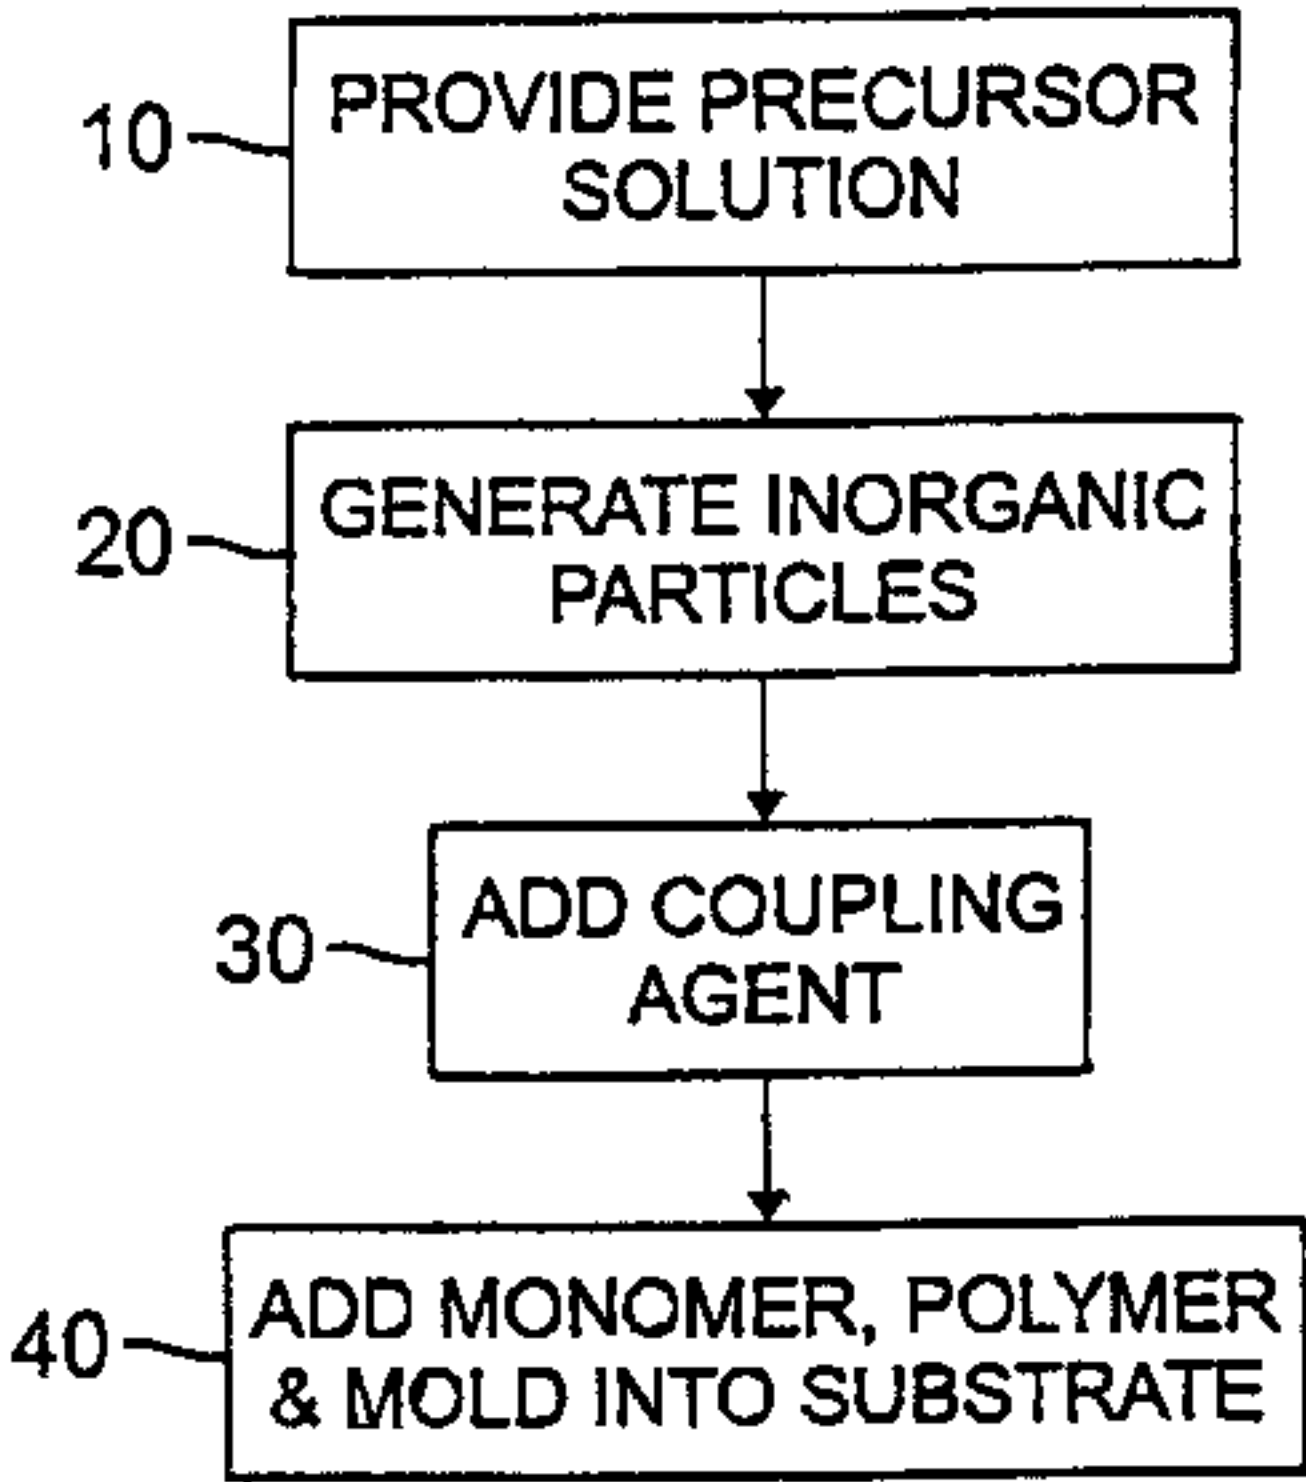 10
PROVIDE PRECURSOR
SOLUTION
20
GENERATE INORGANIC
PARTICLES
30
ADD COUPLING
AGENT
40
ADD MONOMER, POLYMER
& MOLD INTO SUBSTRATE